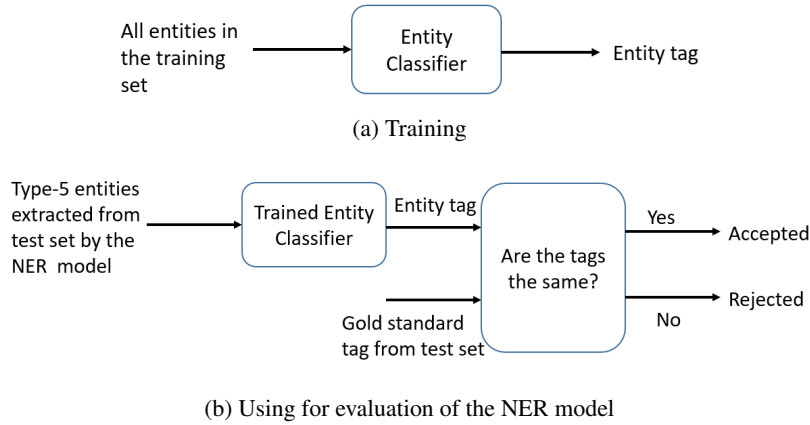 All entities in
the training
set
Entity
Classifier
Entity tag
(a) Training
Type-5 entities
extracted from
test set by the
NER model
Trained Entity
Classifier
Entity tag
Gold standard
tag from test set
Are the tags
the same?
Yes
Accepted
Rejected
No
(b) Using for evaluation of the NER model